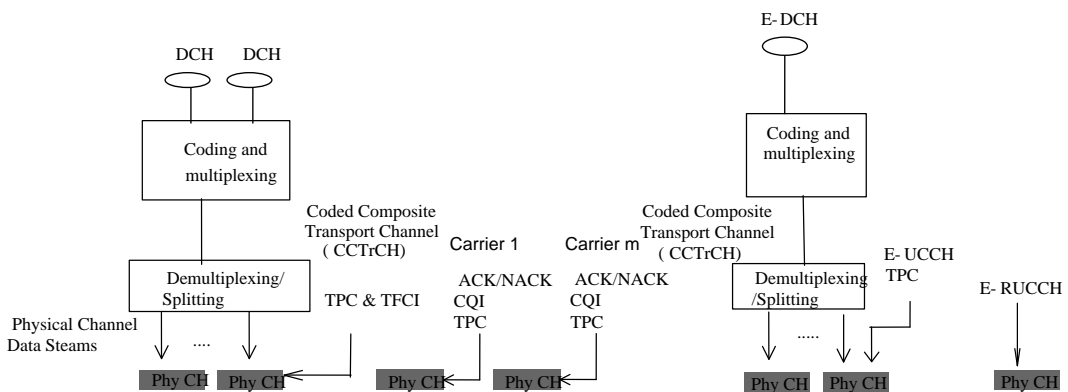 E- DCH
DCH DCH
Coding and
multiplexing
Coding and
multiplexing
Coded Composite
Transport Channel
( CCTrCH)
Carrier 1
Carrier m
Coded Composite
Transport Channel
(CCTrCH)
Demultiplexing/
Splitting
TPC & TFCI
ACK/NACK
CQI
TPC
ACK/NACK
CQI
TPC
Demultiplexing
/Splitting
E- UCCH
TPC
E- RUCCH
Physical Channel
Data Steams
.... .....
Phy CH Phy CH Phy CH Phy CH Phy CH Phy CH Phy CH